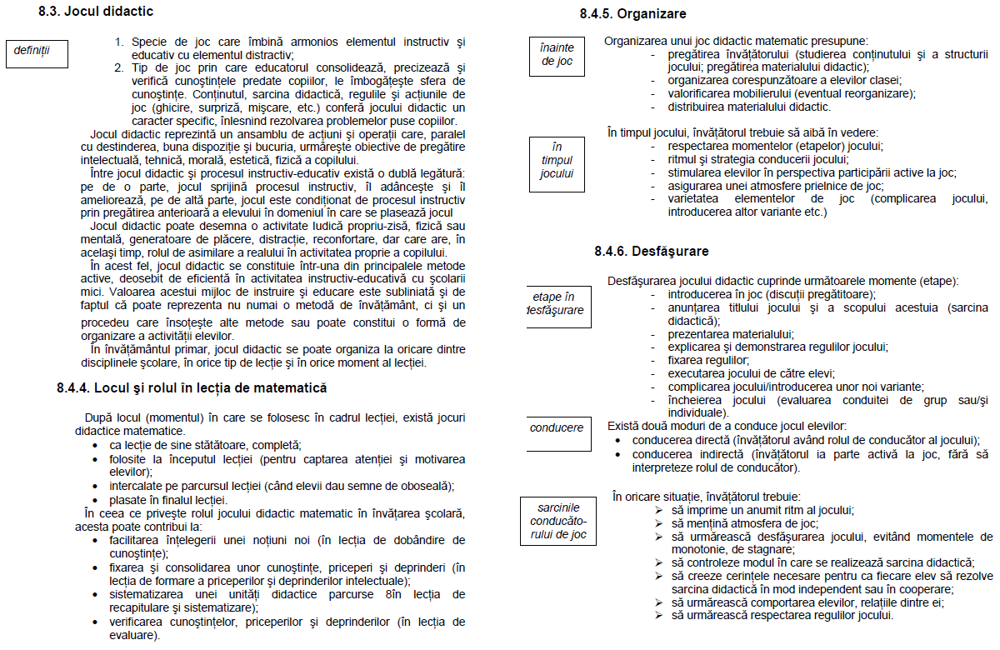 8.3. Jocul didactic
definiţii
1. Specie de joc care îmbină armonios elementul instructiv şi
educativ cu elementul distractiv;
2. Tip de joc prin care educatorul consolidează, precizează şi
verifică cunoştinţele predate copiilor, le îmbogăţeşte sfera de
cunoştinţe. Conţinutul, sarcina didactică, regulile şi acţiunile de
joc (ghicire, surpriză, mişcare, etc.) conferă jocului didactic un
caracter specific, înlesnind rezolvarea problemelor puse copiilor.
Jocul didactic reprezintă un ansamblu de acţiuni şi operaţii care, paralel
cu destinderea, buna dispoziţie şi bucuria, urmăreşte obiective de pregătire
intelectuală, tehnică, morală, estetică, fizică a copilului.
Între jocul didactic şi procesul instructiv-educativ există o dublă legătură:
pe de o parte, jocul sprijină procesul instructiv, îl adânceşte şi îl
ameliorează, pe de altă parte, jocul este condiţionat de procesul instructiv
prin pregătirea anterioară a elevului în domeniul în care se plasează jocul
Jocul didactic poate desemna o activitate ludică propriu-zisă, fizică sau
mentală, generatoare de plăcere, distracţie, reconfortare, dar care are, în
acelaşi timp, rolul de asimilare a realului în activitatea proprie a copilului.
În acest fel, jocul didactic se constituie într-una din principalele metode
active, deosebit de eficientă în activitatea instructiv-educativă cu şcolarii
mici. Valoarea acestui mijloc de instruire şi educare este subliniată şi de
faptul că poate reprezenta nu numai o metodă de învăţământ, ci şi un
procedeu care însoţeşte alte metode sau poate constitui o formă de
organizare a activităţii elevilor.
În învăţământul primar, jocul didactic se poate organiza la oricare dintre
disciplinele şcolare, în orice tip de lecţie şi în orice moment al lecţiei.
8.4.4. Locul şi rolul în lecţia de matematică
După locul (momentul) în care se folosesc în cadrul lecţiei, există jocuri
didactice matematice.
• ca lecţie de sine stătătoare, completă;
• folosite la începutul lecţiei (pentru captarea atenţiei şi motivarea
elevilor);
• intercalate pe parcursul lecţiei (când elevii dau semne de oboseală);
• plasate în finalul lecţiei.
În ceea ce priveşte rolul jocului didactic matematic în învăţarea şcolară,
acesta poate contribui la:
• facilitarea înţelegerii unei noţiuni noi (în lecţia de dobândire de
cunoştinţe);
• fixarea şi consolidarea unor cunoştinţe, priceperi şi deprinderi (în
lecţia de formare a priceperilor şi deprinderilor intelectuale);
• sistematizarea unei unităţi didactice parcurse 8în lecţia de
recapitulare şi sistematizare);
• verificarea cunoştinţelor, priceperilor şi deprinderilor (în lecţia de
evaluare).
8.4.5. Organizare
înainte
de joc
Organizarea unui joc didactic matematic presupune:
- pregătirea învăţătorului (studierea conţinutului şi a structurii
jocului; pregătirea materialului didactic);
- organizarea corespunzătoare a elevilor clasei;
- valorificarea mobilierului (eventual reorganizare);
- distribuirea materialului didactic.
în
timpul
jocului
În timpul jocului, învăţătorul trebuie să aibă în vedere:
- respectarea momentelor (etapelor) jocului;
- ritmul şi strategia conducerii jocului;
- stimularea elevilor în perspectiva participării active la joc;
- asigurarea unei atmosfere prielnice de joc;
- varietatea elementelor de joc (complicarea jocului,
introducerea altor variante etc.)
8.4.6. Desfăşurare
etape în
desfăşurare
Desfăşurarea jocului didactic cuprinde următoarele momente (etape):
- introducerea în joc (discuţii pregătitoare);
- anunţarea titlului jocului şi a scopului acestuia (sarcina
didactică);
- prezentarea materialului;
- explicarea şi demonstrarea regulilor jocului;
- fixarea regulilor;
- executarea jocului de către elevi;
- complicarea jocului/introducerea unor noi variante;
- încheierea jocului (evaluarea conduitei de grup sau/şi
individuale).
conducere
Există două moduri de a conduce jocul elevilor:
• conducerea directă (învăţătorul având rolul de conducător al jocului);
• conducerea indirectă (învăţătorul ia parte activă la joc, fără să
interpreteze rolul de conducător).
sarcinile
conducăto-
rului de joc
În oricare situaţie, învăţătorul trebuie:
➢ să imprime un anumit ritm al jocului;
➢ să menţină atmosfera de joc;
➢ să urmărească desfăşurarea jocului, evitând momentele de
monotonie, de stagnare;
➢ să controleze modul în care se realizează sarcina didactică;
➢ să creeze cerinţele necesare pentru ca fiecare elev să rezolve
sarcina didactică în mod independent sau în cooperare;
➢ să urmărească comportarea elevilor, relaţiile dintre ei;
➢ să urmărească respectarea regulilor jocului.